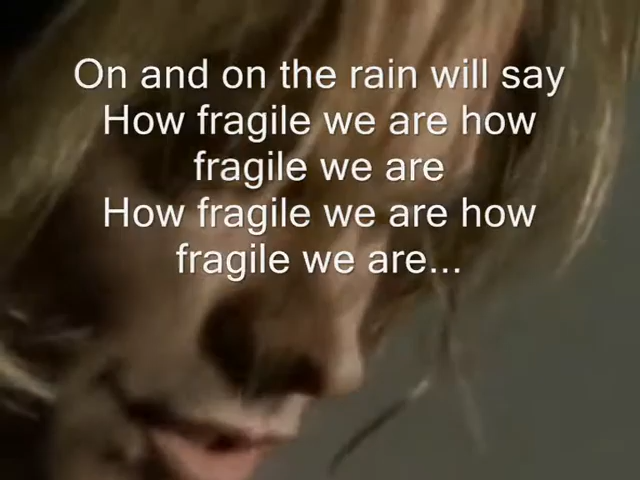 On and on the rain will say
How fragile we are how
fragile we are
How fragile we are how
fragile we are...